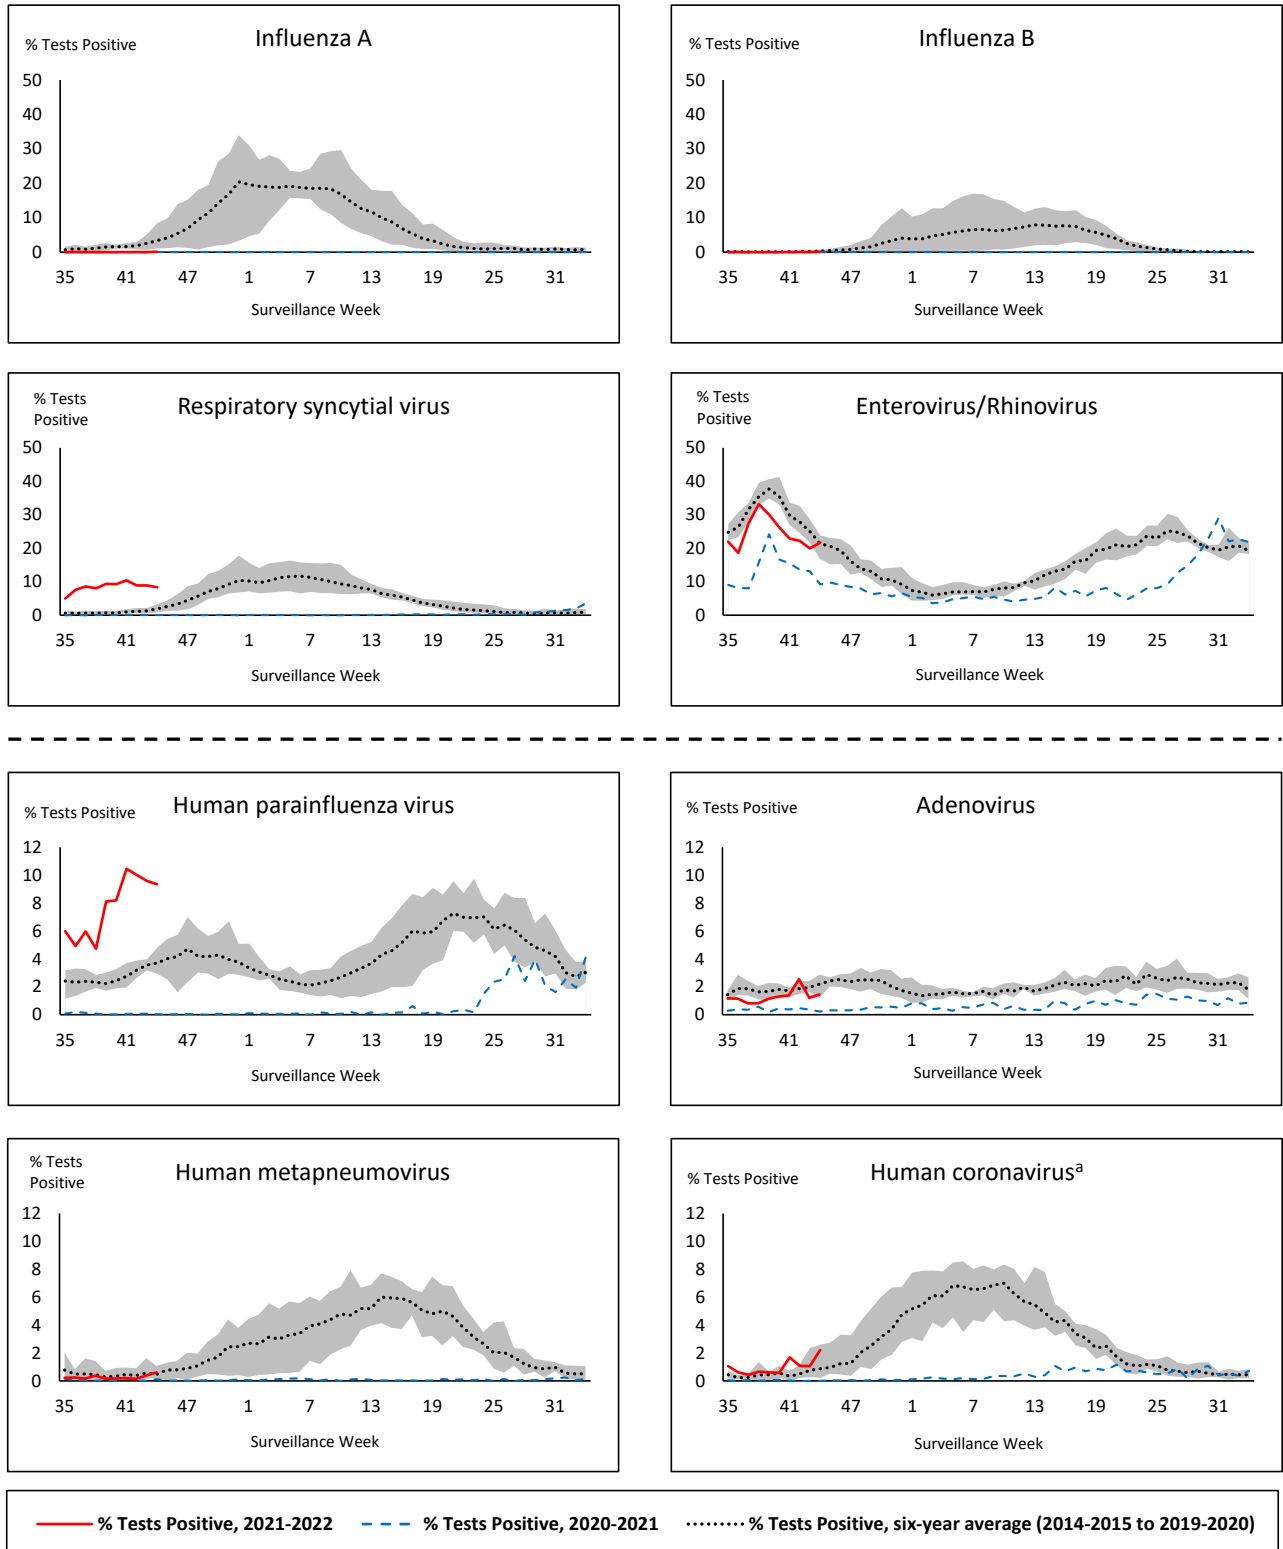 Influenza A
% Tests Positive
50
40
30
20
10
0
35 41 47 1 7 13 19 25 31
Surveillance Week
Influenza B
% Tests Positive
50
40
30
20
10
0
35 41 47 1 7 13 19 25 31
Surveillance Week
Respiratory syncytial virus
% Tests
Positive
50
40
30
20
10
0
35 41 47 1 7 13 19 25 31
Surveillance Week
Enterovirus/Rhinovirus
% Tests
Positive
50
40
30
20
10
0
35 41 47 1 7 13 19 25 31
Surveillance Week
Human parainfluenza virus
% Tests Positive
12
10
8
6
4
2
0
35 41 47 1 7 13 19 25 31
Surveillance Week
Adenovirus
% Tests Positive
12
10
8
6
4
2
0
35 41 47 1 7 13 19 25 31
Surveillance Week
Human metapneumovirus
% Tests
Positive
12
10
8
6
4
2
0
35 41 47 1 7 13 19 25 31
Surveillance Week
Human coronavirusª
% Tests Positive
12
10
8
6
4
2
0
35 41 47 1 7 13 19 25 31
Surveillance Week
% Tests Positive, 2021-2022 % Tests Positive, 2020-2021 % Tests Positive, six-year average (2014-2015 to 2019-2020)